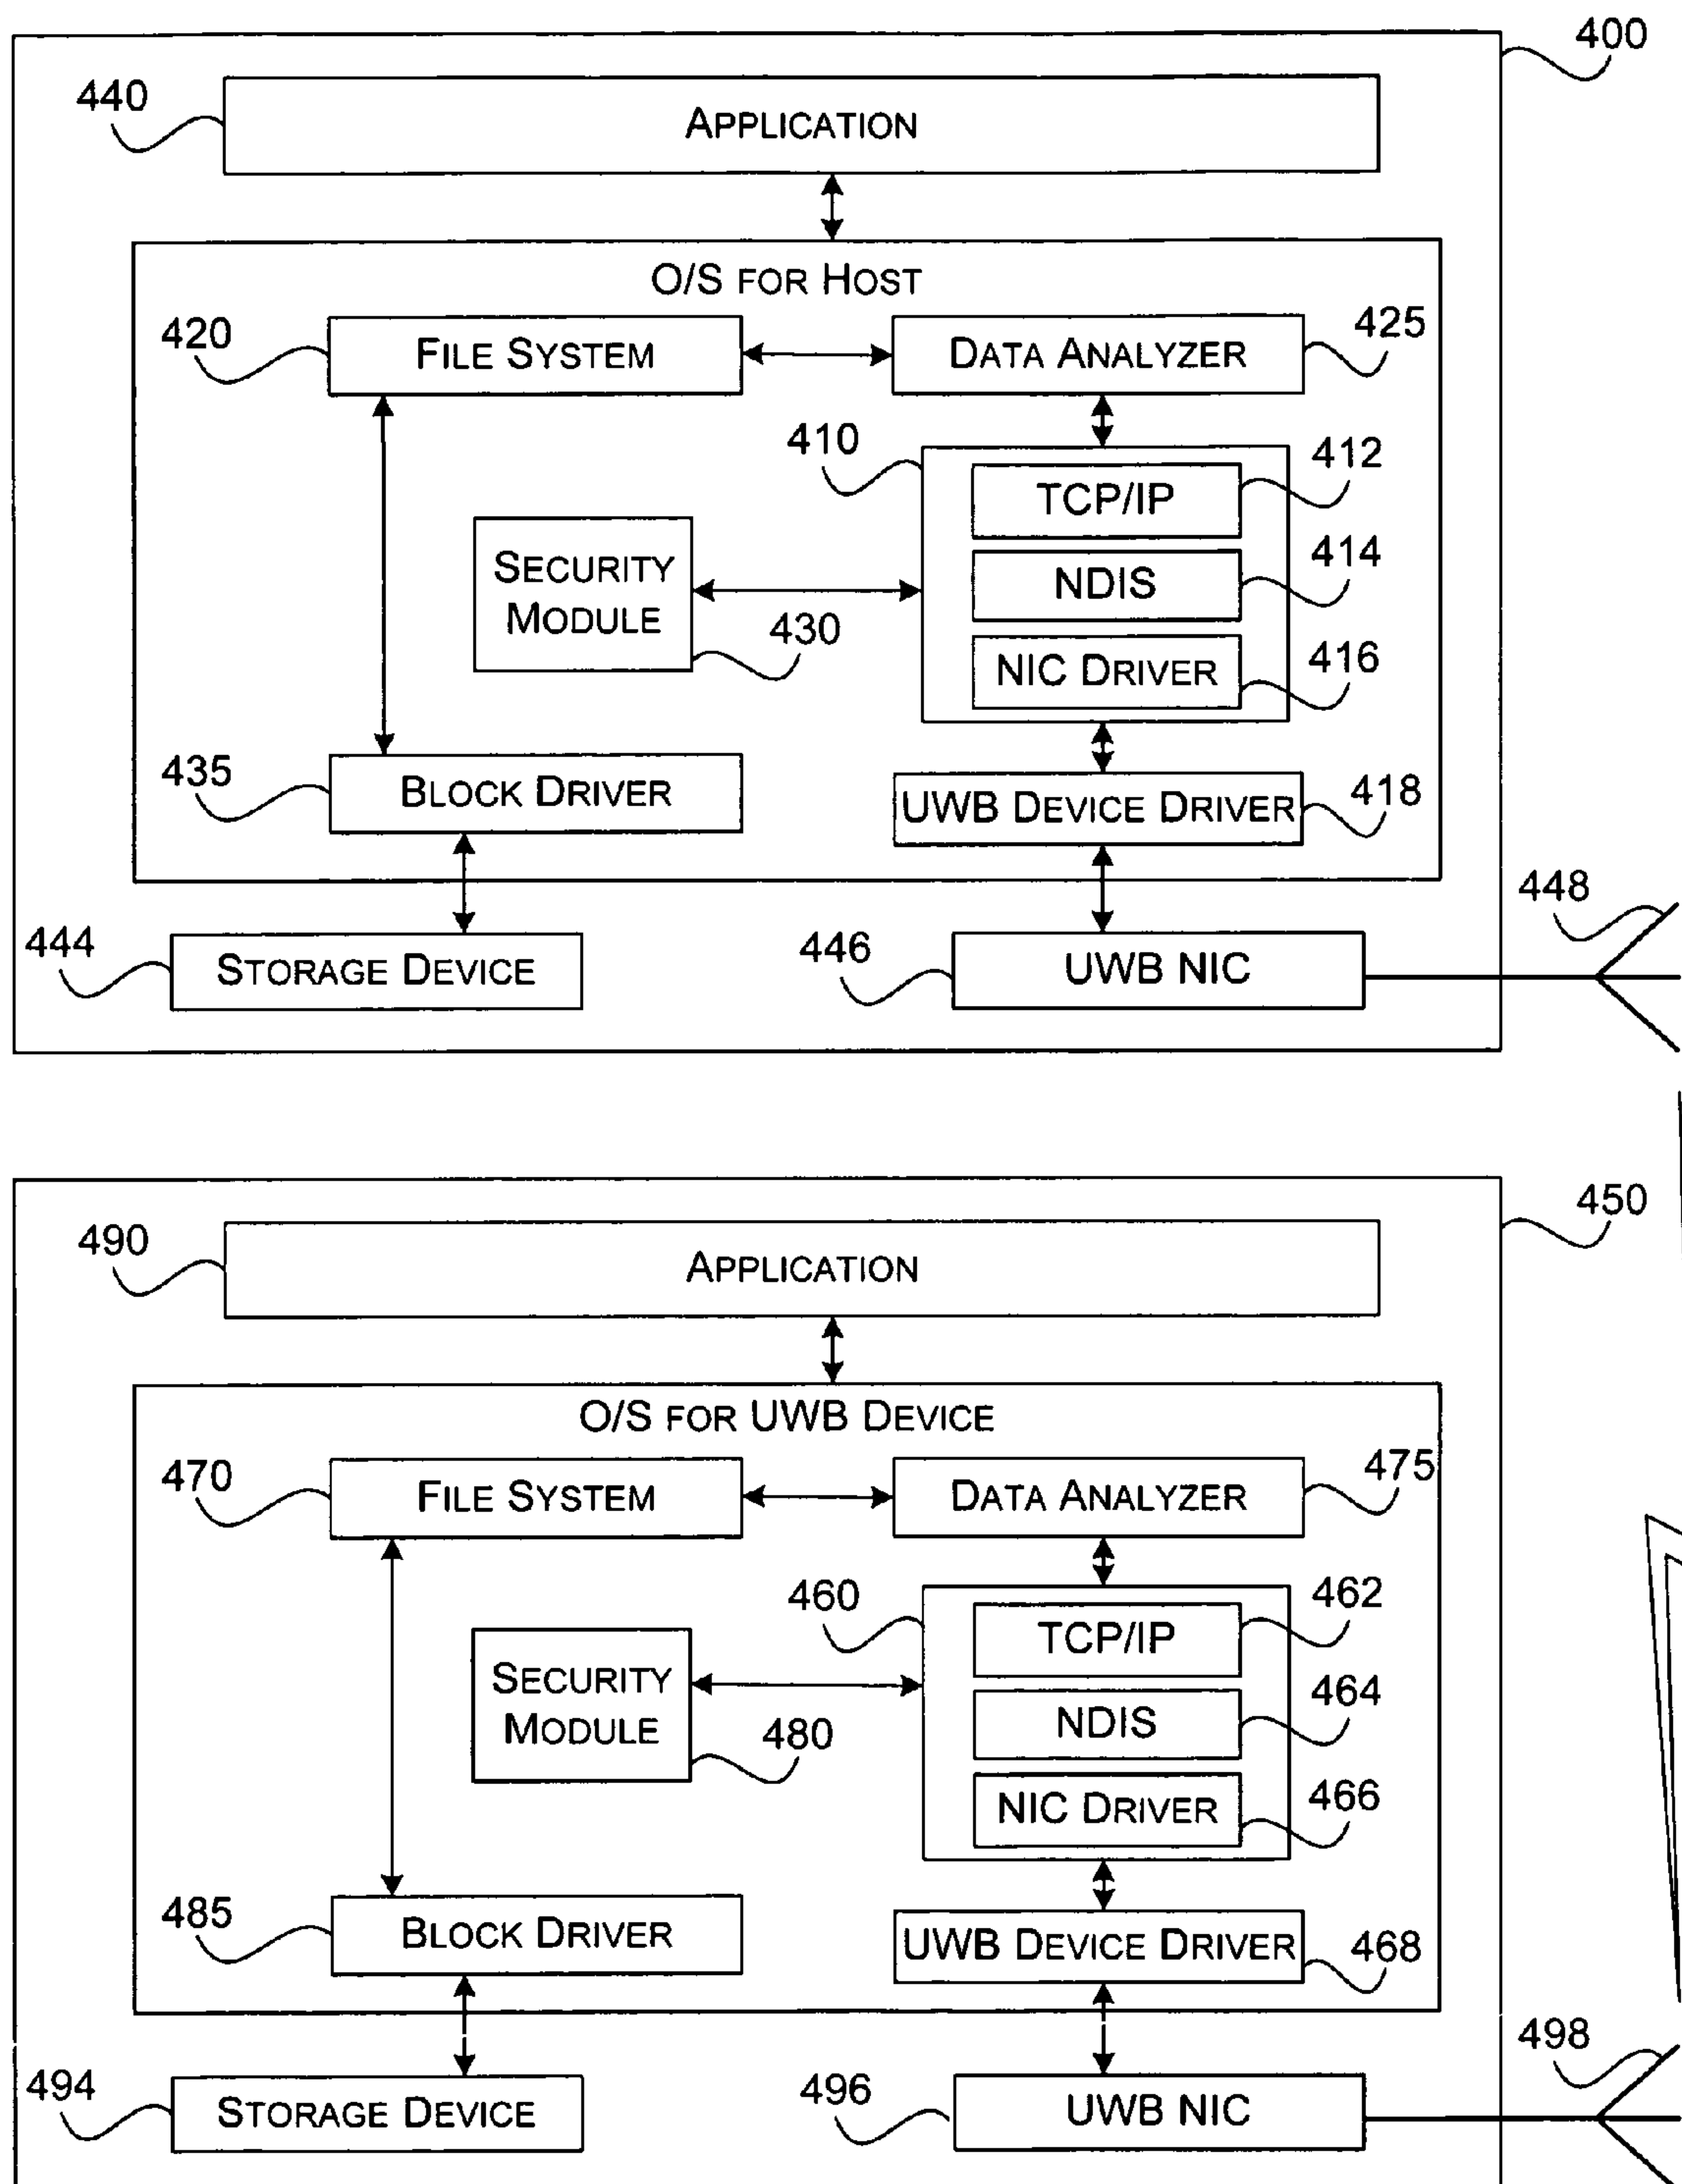 400
440
APPLICATION
O/S FOR HOST
420
FILE SYSTEM
DATA ANALYZER
425
410
TCP/IP
412
SECURITY
MODULE
430
NDIS
414
NIC DRIVER
416
435
BLOCK DRIVER
UWB DEVICE DRIVER
418
448
444
STORAGE DEVICE
446
UWB NIC
450
490
APPLICATION
O/S FOR UWB DEVICE
470
FILE SYSTEM
DATA ANALYZER
475
460
TCP/IP
462
SECURITY
MODULE
480
NDIS
464
NIC DRIVER
466
485
BLOCK DRIVER
UWB DEVICE DRIVER
468
498
494
STORAGE DEVICE
496
UWB NIC